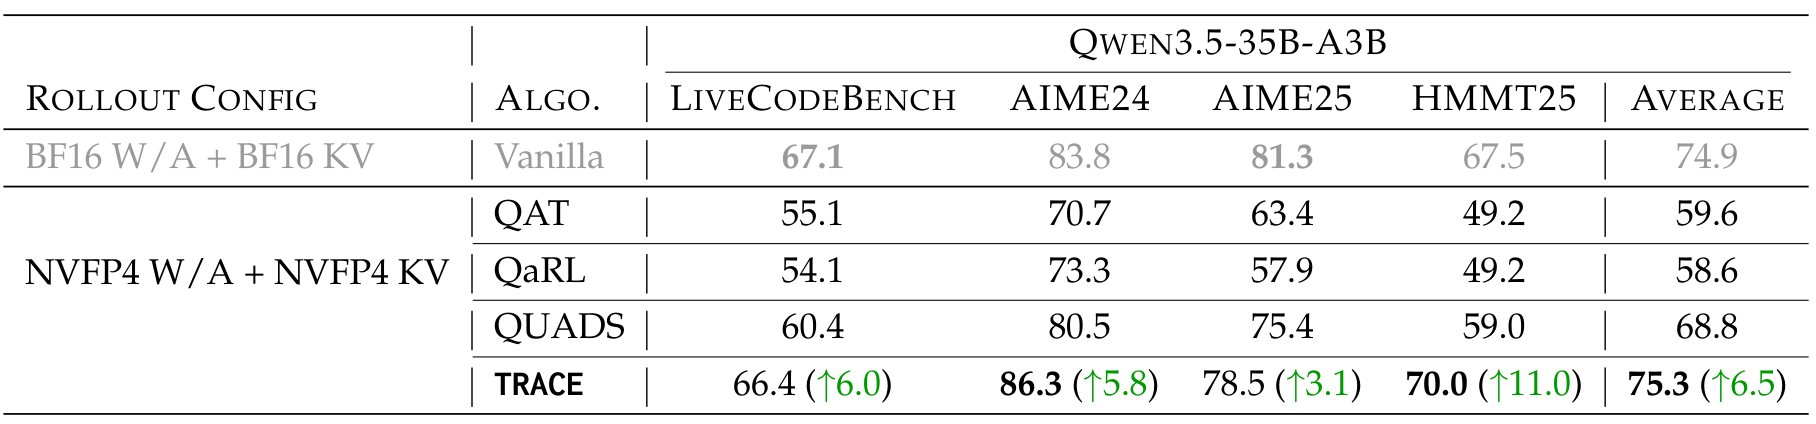 QWEN3.5-35B-A3B
ROLLOUT CONFIG | ALGO. | LIVECODEBENCH AIME24 AIME25 HMMT25 | AVERAGE
BF16 W/A + BF16 KV | Vanilla | 67.1 83.8 81.3 67.5 | 74.9
QAT | 55.1 70.7 63.4 49.2 | 59.6
NVFP4 W/A + NVFP4 KV | QaRL | 54.1 73.3 57.9 49.2 | 58.6
QUADS | 60.4 80.5 75.4 59.0 | 68.8
TRACE | 66.4 (↑6.0) 86.3 (↑5.8) 78.5 (↑3.1) 70.0 (↑11.0) | 75.3 (↑6.5)